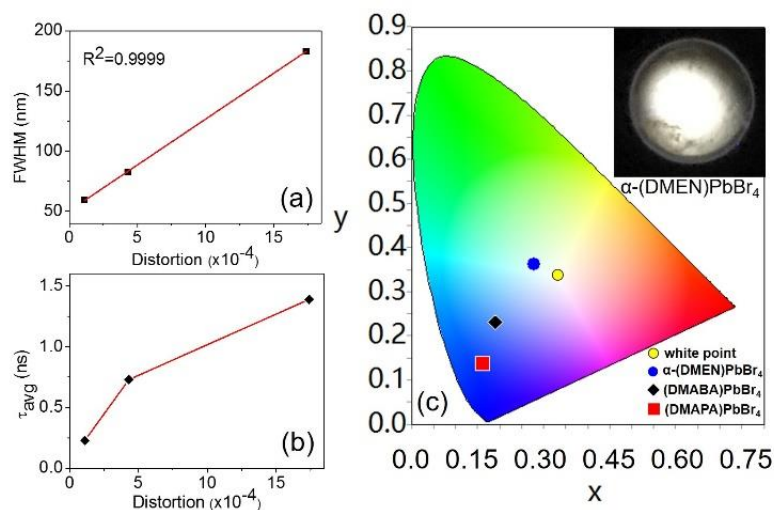 200
150
100
50
FWHM (nm)
R²=0.9999
(a)
0 5 10 15
Distortion (x10⁻⁴)
1.5
1.0
0.5
0.0
τavg (ns)
(b)
0 5 10 15
Distortion (x10⁻⁴)
y
0.9
0.8
0.7
0.6
0.5
0.4
0.3
0.2
0.1
0.0
α-(DMEN)PbBr₄
white point
α-(DMEN)PbBr₄
(DMABA)PbBr₄
(DMAPA)PbBr₄
(c)
0.0 0.15 0.30 0.45 0.60 0.75
x